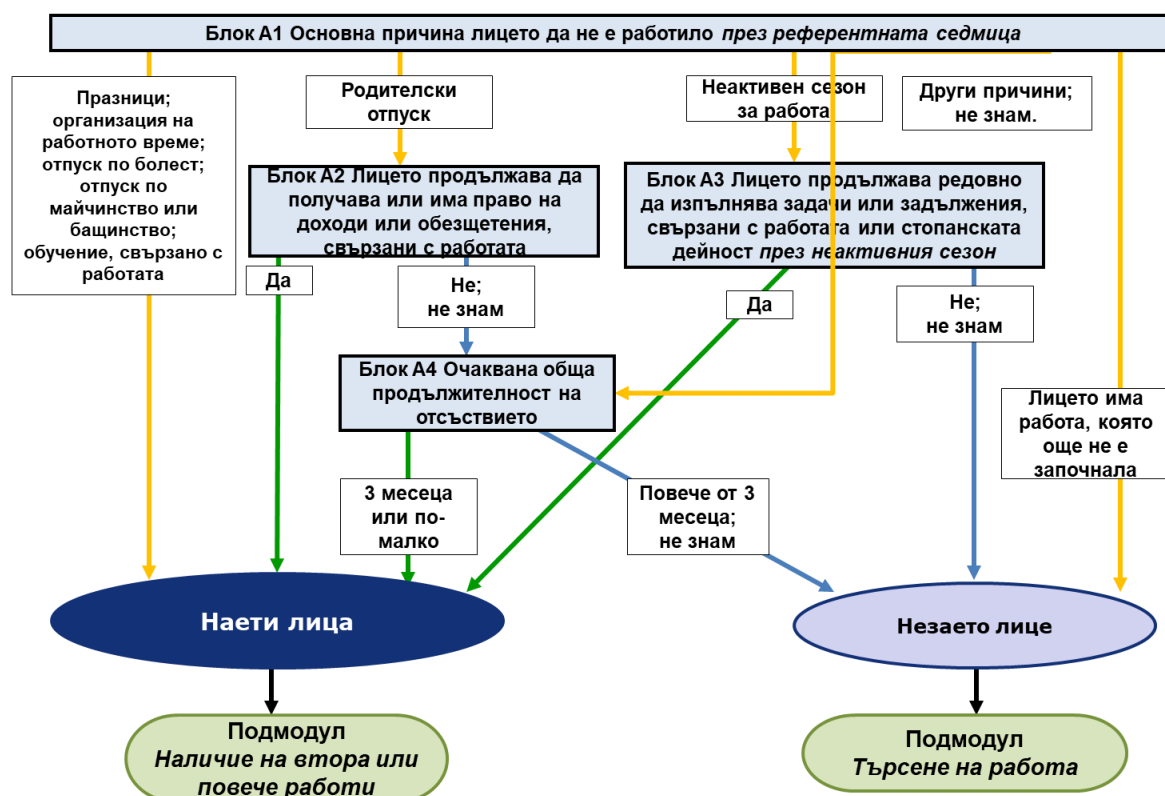 Блок А1 Основна причина лицето да не е работило през референтната седмица
Празници;
организация на
работното време;
отпуск по болест;
отпуск по
майчинство или
бащинство;
обучение, свързано с
работата
Родителски
отпуск
Неактивен сезон
за работа
Други причини;
не знам.
Блок А2 Лицето продължава да
получава или има право на
доходи или обезщетения,
свързани с работата
Блок А3 Лицето продължава редовно
да изпълнява задачи или задължения,
свързани с работата или стопанската
дейност през неактивния сезон
Да
Не;
не знам
Да
Не;
не знам
Блок А4 Очаквана обща
продължителност на
отсъствието
Лицето има
работа, която
още не е
започнала
3 месеца
или по-
малко
Повече от 3
месеца;
не знам
Наети лица
Незаето лице
Подмодул
Наличие на втора или
повече работи
Подмодул
Търсене на работа